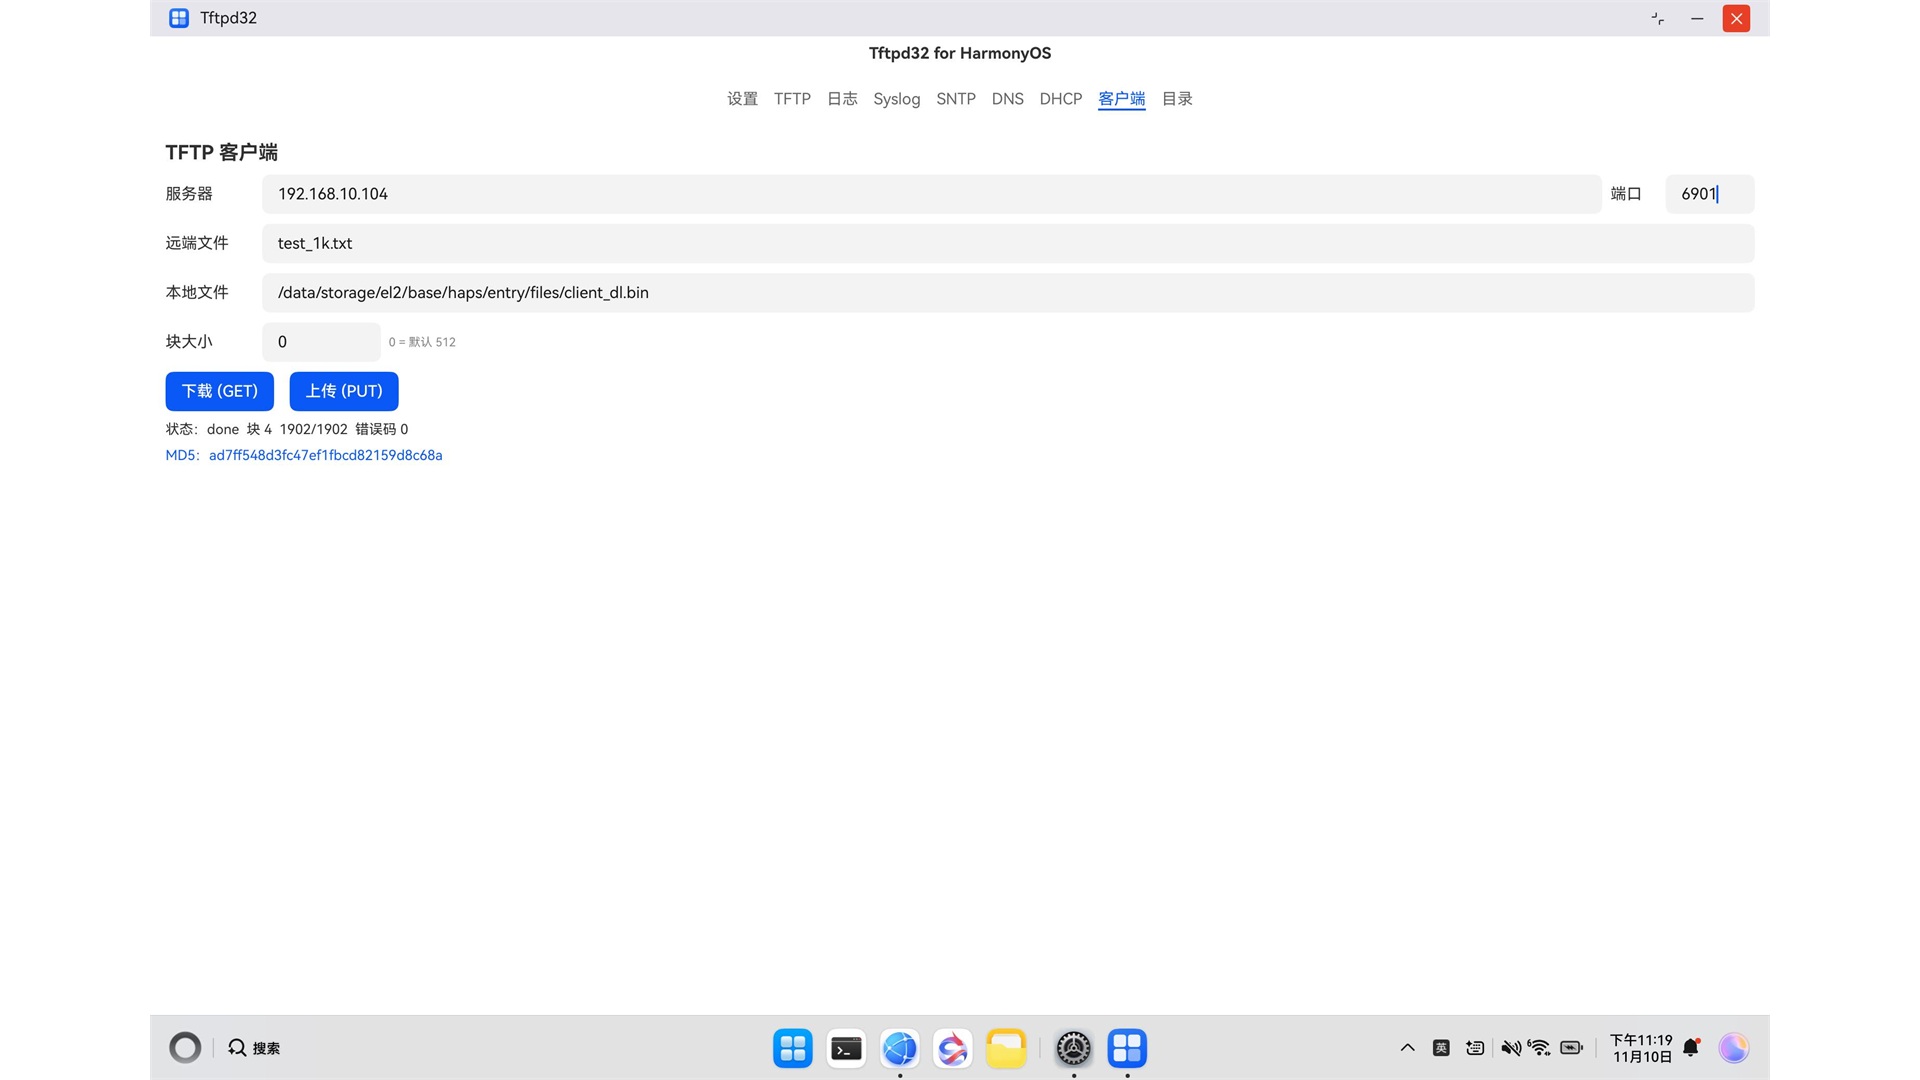 Tftpd32
Tftpd32 for HarmonyOS
设置 TFTP 日志 Syslog SNTP DNS DHCP 客户端 目录
TFTP 客户端
服务器 192.168.10.104 端口 6901
远端文件 test_1k.txt
本地文件 /data/storage/el2/base/haps/entry/files/client_dl.bin
块大小 0 0 = 默认 512
下载 (GET) 上传 (PUT)
状态: done 块 4 1902/1902 错误码 0
MD5: ad7ff548d3fc47ef1fbcd82159d8c68a
搜索 英 下午11:19
11月10日